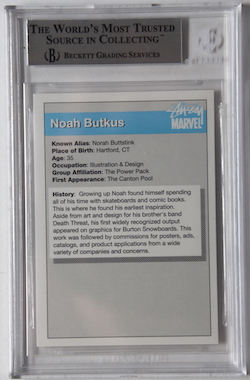 THE WORLD'S MOST TRUSTED
SOURCE IN COLLECTING™
BECKETT GRADING SERVICES
Noah Butkus
Stüssy
MARVEL
Known Alias: Norah Buttstink
Place of Birth: Hartford, CT
Age: 35
Occupation: Illustration & Design
Group Affiliation: The Power Pack
First Appearance: The Canton Pool
History: Growing up Noah found himself spending
all of his time with skateboards and comic books.
This is where he found his earliest inspiration.
Aside from art and design for his brother's band
Death Threat, his first widely recognized output
appeared on graphics for Burton Snowboards. This
work was followed by commissions for posters, ads,
catalogs, and product applications from a wide
variety of companies and concerns.